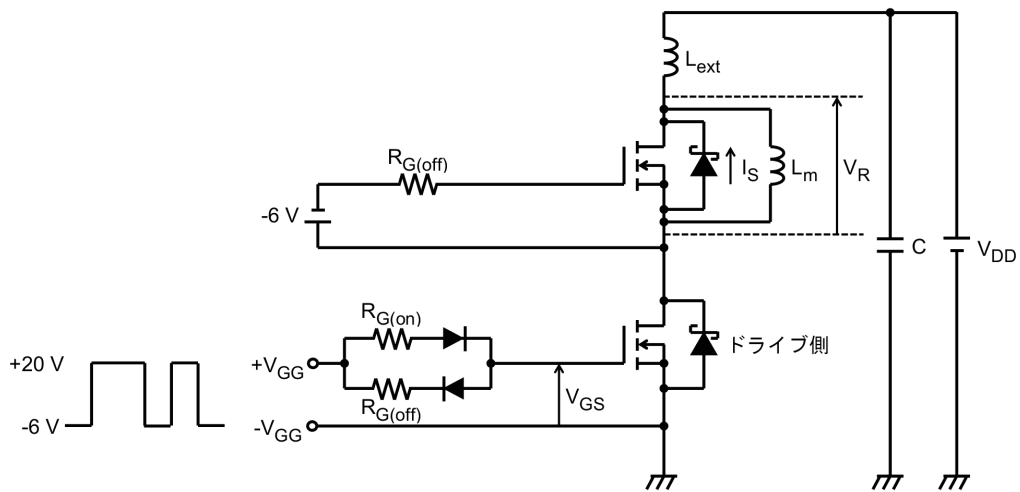 L_ext
R_G(off)
I_S
L_m
V_R
-6 V
C
V_DD
R_G(on)
ドライブ側
+20 V
+V_GG
R_G(off)
V_GS
-6 V
-V_GG